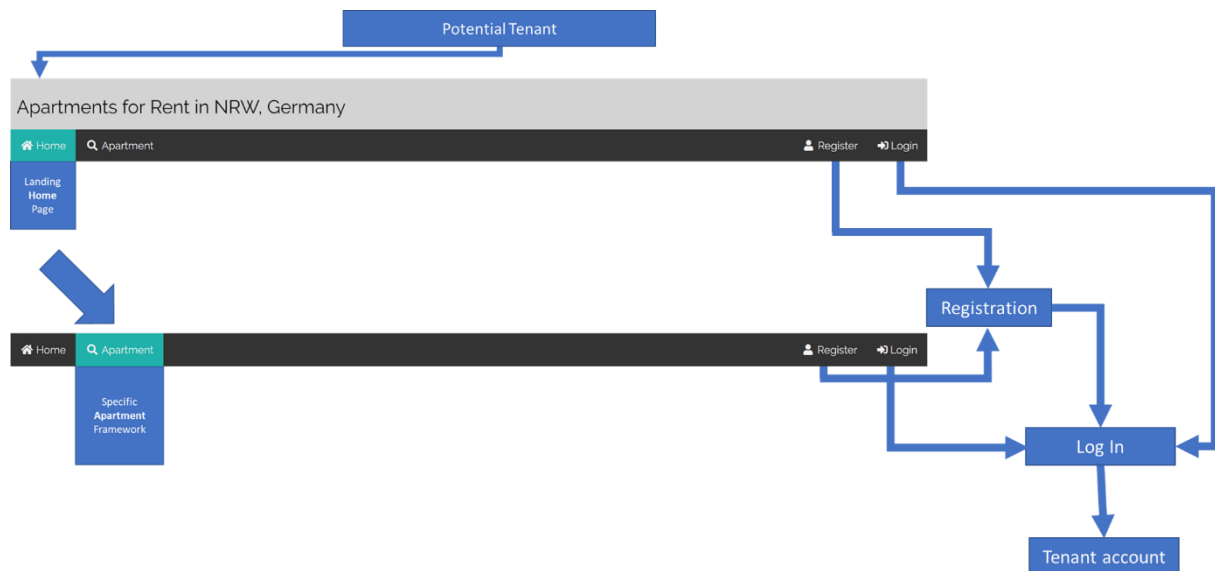 Potential Tenant
Apartments for Rent in NRW, Germany
Home Apartment Register Login
Landing
Home
Page
Registration
Home Apartment Register Login
Specific
Apartment
Framework
Log In
Tenant account